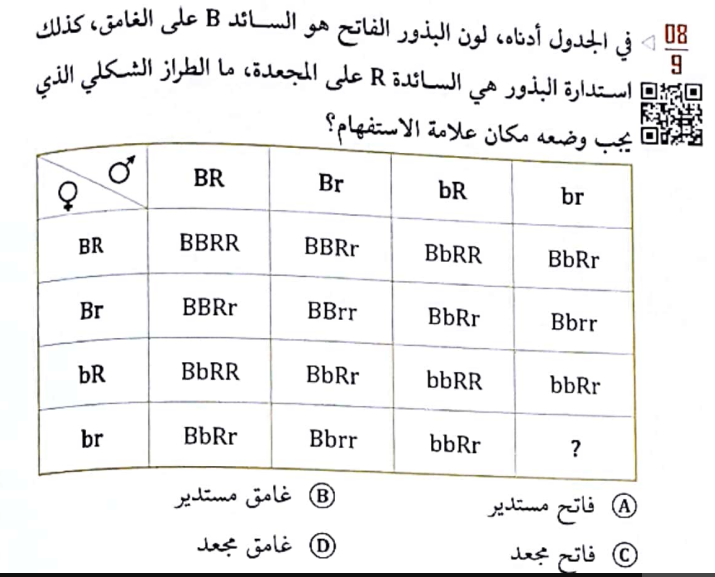 08
9
في الجدول أدناه، لون البذور الفاتح هو السائد B على الغامق، كذلك
استدارة البذور هي السائدة R على المجعدة، ما الطراز الشكلي الذي
يجب وضعه مكان علامة الاستفهام؟
♀ ♂ BR Br bR br
BR BBRR BBRr BbRR BbRr
Br BBRr BBrr BbRr Bbrr
bR BbRR BbRr bbRR bbRr
br BbRr Bbrr bbRr ?
A فاتح مستدير B غامق مستدير
C فاتح مجعد D غامق مجعد